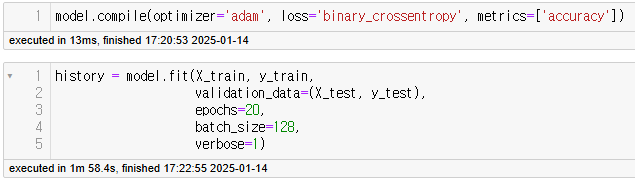 1 model.compile(optimizer='adam', loss='binary_crossentropy', metrics=['accuracy'])
executed in 13ms, finished 17:20:53 2025-01-14
1 history = model.fit(X_train, y_train,
2 validation_data=(X_test, y_test),
3 epochs=20,
4 batch_size=128,
5 verbose=1)
executed in 1m 58.4s, finished 17:22:55 2025-01-14